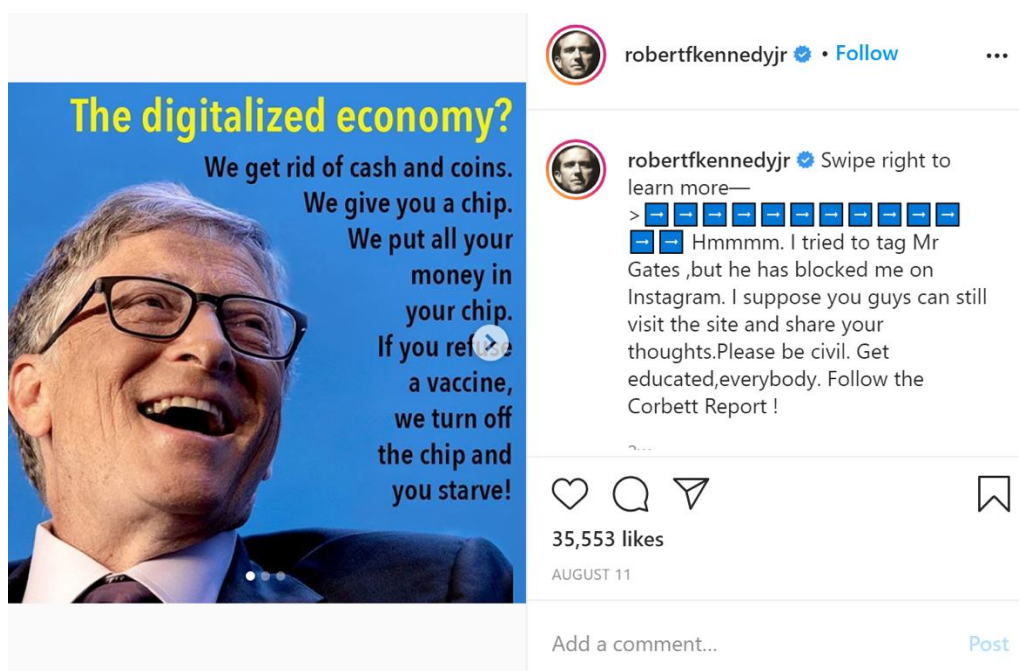 The digitalized economy?
We get rid of cash and coins.
We give you a chip.
We put all your
money in
your chip.
If you refuse
a vaccine,
we turn off
the chip and
you starve!
robertfkennedyjr • Follow
robertfkennedyjr Swipe right to
learn more—
>➡➡➡➡➡➡➡➡➡➡➡
➡➡ Hmmmm. I tried to tag Mr
Gates ,but he has blocked me on
Instagram. I suppose you guys can still
visit the site and share your
thoughts.Please be civil. Get
educated,everybody. Follow the
Corbett Report !
35,553 likes
AUGUST 11
Add a comment...
Post